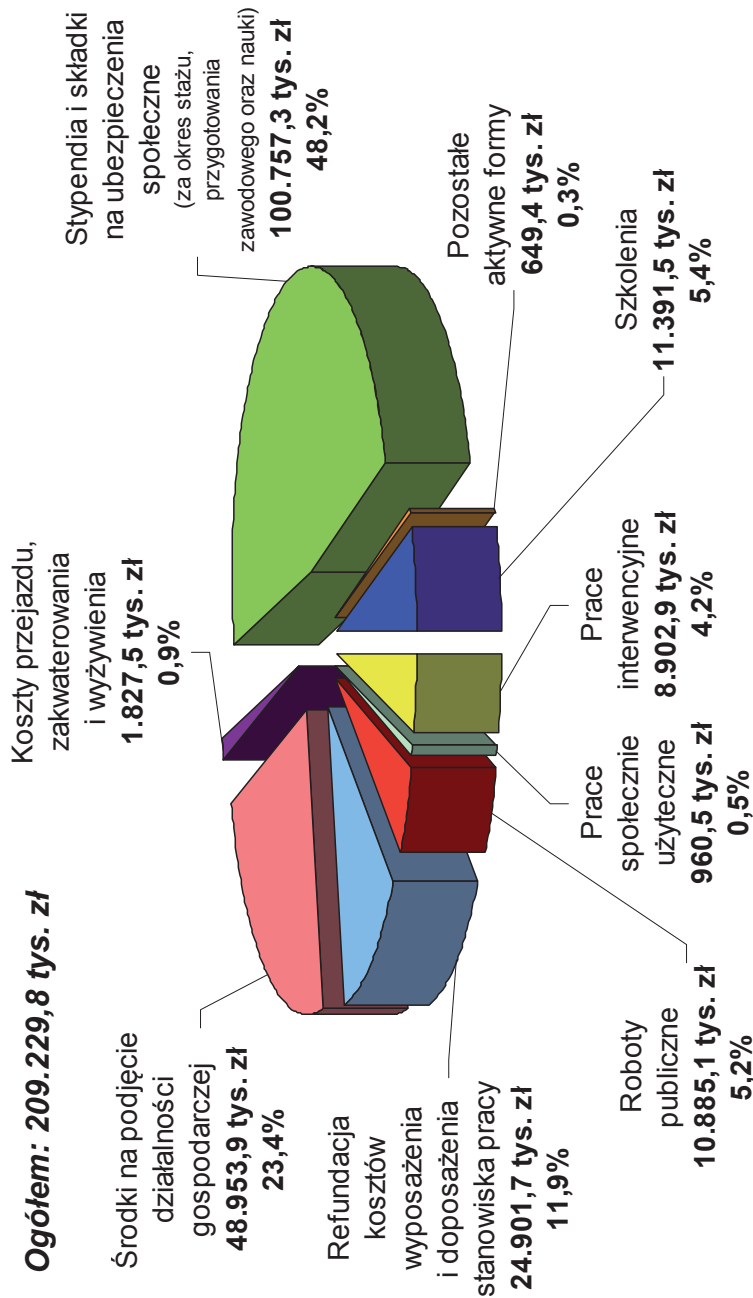 Ogółem: 209.229,8 tys. zł
Koszty przejazdu,
zakwaterowania
i wyżywienia
1.827,5 tys. zł
0,9%
Stypendia i składki
na ubezpieczenia
społeczne
(za okres stażu,
przygotowania
zawodowego oraz nauki)
100.757,3 tys. zł
48,2%
Środki na podjęcie
działalności
gospodarczej
48.953,9 tys. zł
23,4%
Pozostałe
aktywne formy
649,4 tys. zł
0,3%
Refundacja
kosztów
wyposażenia
i doposażenia
stanowiska pracy
24.901,7 tys. zł
11,9%
Szkolenia
11.391,5 tys. zł
5,4%
Roboty
publiczne
10.885,1 tys. zł
5,2%
Prace
społecznie
użyteczne
960,5 tys. zł
0,5%
Prace
interwencyjne
8.902,9 tys. zł
4,2%